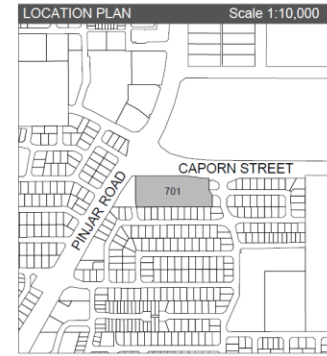 LOCATION PLAN Scale 1:10,000
CAPORN STREET
701
PINJAR ROAD